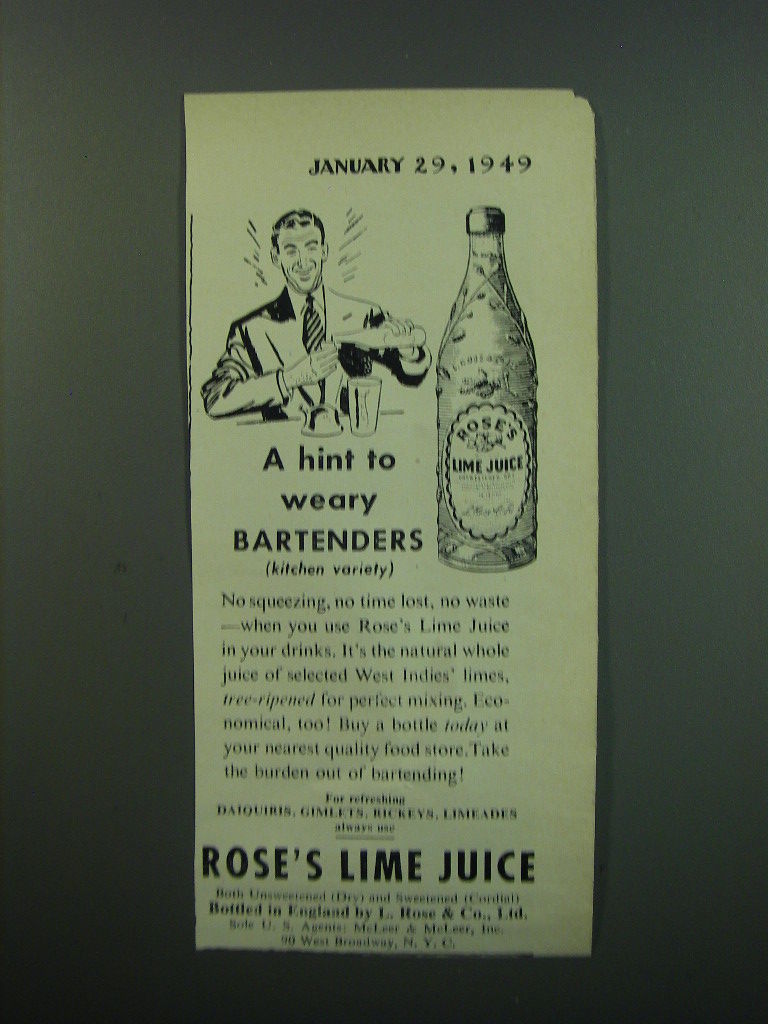 JANUARY 29, 1949
ROSE'S
LIME JUICE
A hint to
weary
BARTENDERS
(kitchen variety)
No squeezing, no time lost, no waste
—when you use Rose's Lime Juice
in your drinks. It's the natural whole
juice of selected West Indies' limes,
tree-ripened for perfect mixing. Eco-
nomical, too! Buy a bottle today at
your nearest quality food store. Take
the burden out of bartending!
For refreshing
DAIQUIRIS, GIMLETS, RICKEYS, LIMEADES
always use
ROSE'S LIME JUICE
Both Unsweetened (Dry) and Sweetened (Cordial)
Bottled in England by L. Rose & Co., Ltd.
Sole U. S. Agents: McLeer & McLeer, Inc.
90 West Broadway, N. Y. C.